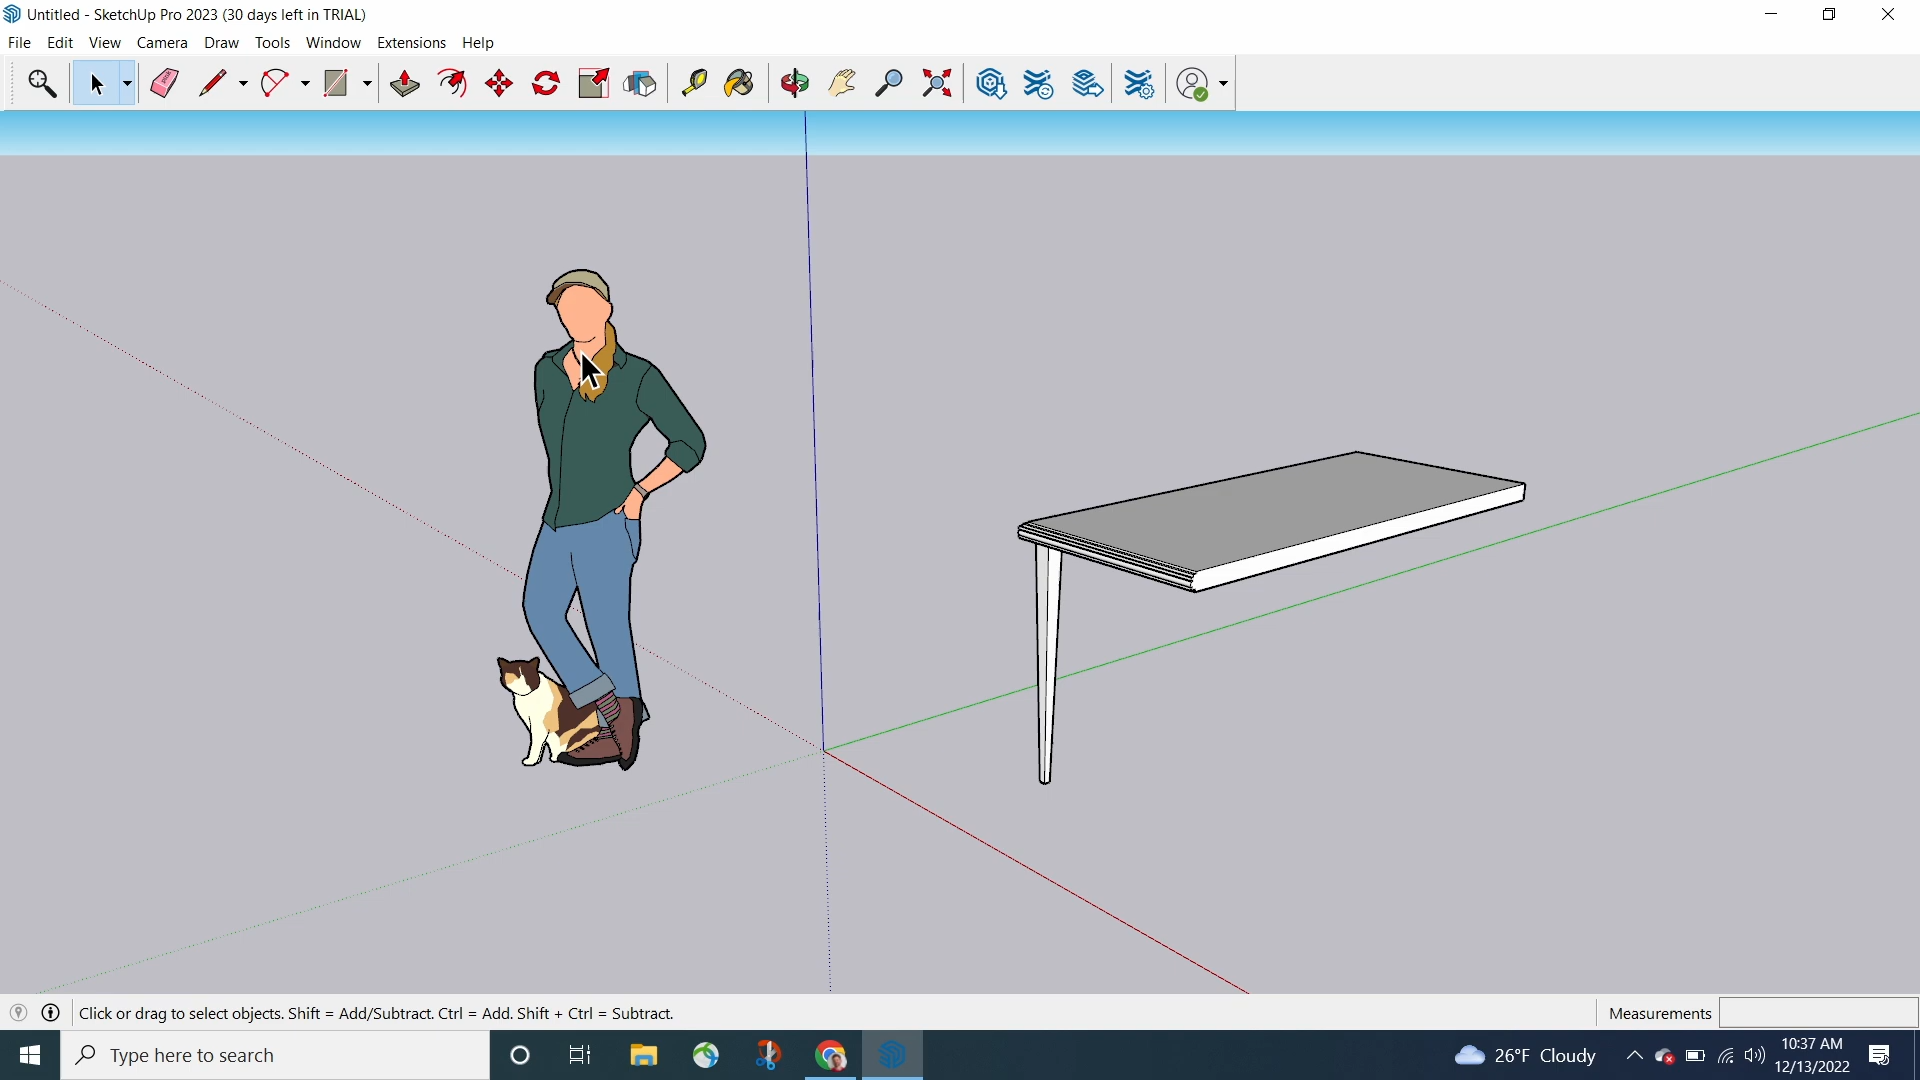 Untitled - SketchUp Pro 2023 (30 days left in TRIAL)
File Edit View Camera Draw Tools Window Extensions Help
Click or drag to select objects. Shift = Add/Subtract. Ctrl = Add. Shift + Ctrl = Subtract.
Measurements
Type here to search
26°F Cloudy
10:37 AM
12/13/2022